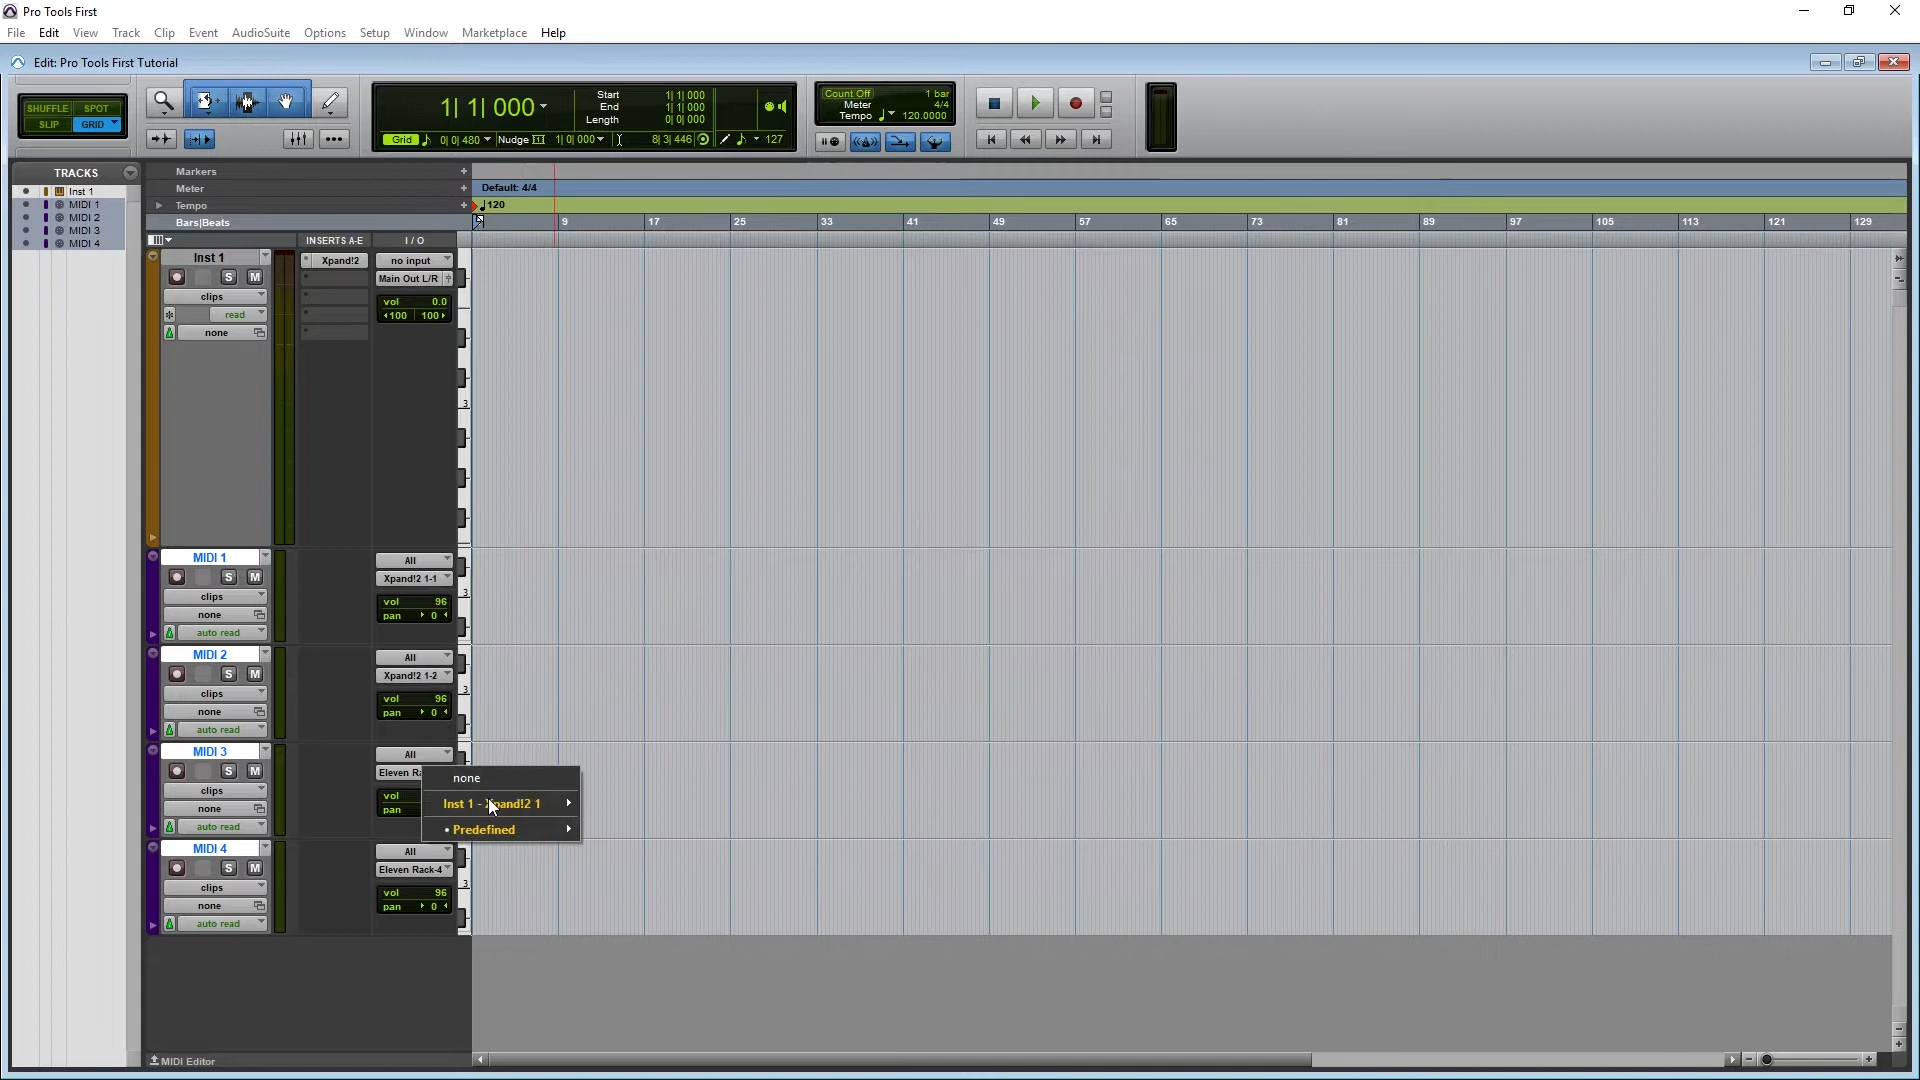 Pro Tools First
File Edit View Track Clip Event AudioSuite Options Setup Window Marketplace Help
Edit: Pro Tools First Tutorial
SHUFFLE SPOT
SLIP GRID
1| 1| 000
Start 1| 1| 000
End 1| 1| 000
Length 0| 0| 000
Grid 0| 0| 480 Nudge 1| 0| 000 8| 3| 446 127
Count Off 1 bar
Meter 4/4
Tempo 120.0000
TRACKS
Inst 1
MIDI 1
MIDI 2
MIDI 3
MIDI 4
Markers +
Meter + Default: 4/4
Tempo + 120
Bars|Beats 9 17 25 33 41 49 57 65 73 81 89 97 105 113 121 129
INSERTS A-E I / O
Inst 1 Xpand!2 no input
S M Main Out L/R
clips vol 0.0
read 100 100
none
3
MIDI 1 All
S M Xpand!2 1-1
clips vol 96
none pan 0
auto read
3
MIDI 2 All
S M Xpand!2 1-2
clips vol 96
none pan 0
auto read
3
MIDI 3 All
S M Eleven
clips vol
none pan
auto read
none
Inst 1 - Xpand!2 1
• Predefined
MIDI 4 All
S M Eleven Rack-4
clips vol 96
none pan 0
auto read
3
MIDI Editor